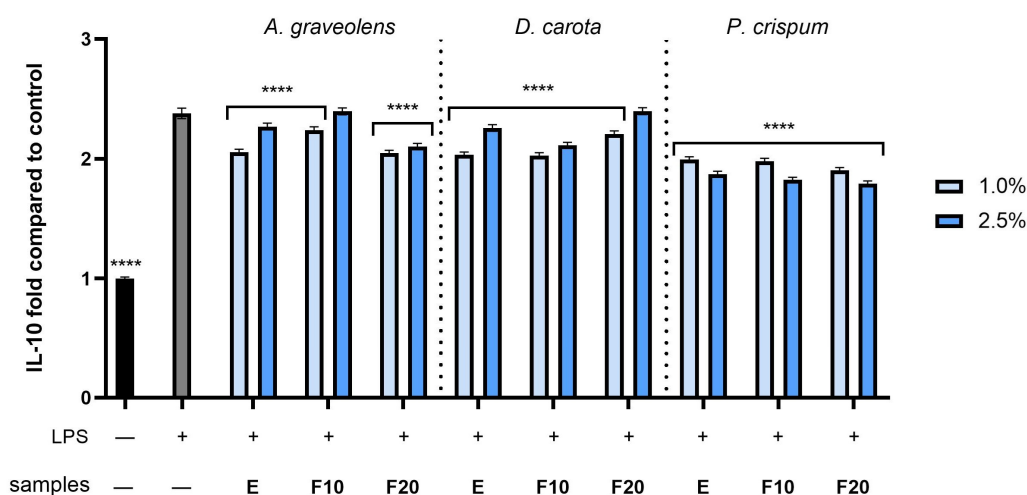 A. graveolens D. carota P. crispum
IL-10 fold compared to control
3
2
1
0
**** **** **** **** ****
1.0%
2.5%
LPS — + + + + + + + + + +
samples — — E F10 F20 E F10 F20 E F10 F20